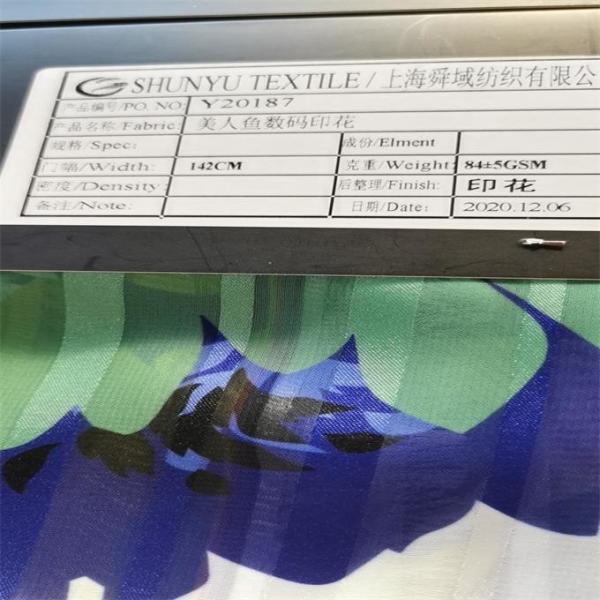 SHUNYU TEXTILE / 上海舜域纺织有限公
产品编号/PO. NO: Y20187
产品名称/Fabric: 美人鱼数码印花
规格/Spec: 成份/Elment
门幅/Width: 142CM 克重/Weight: 84±5GSM
密度/Density: 后整理/Finish: 印花
备注/Note: 日期/Date: 2020.12.06